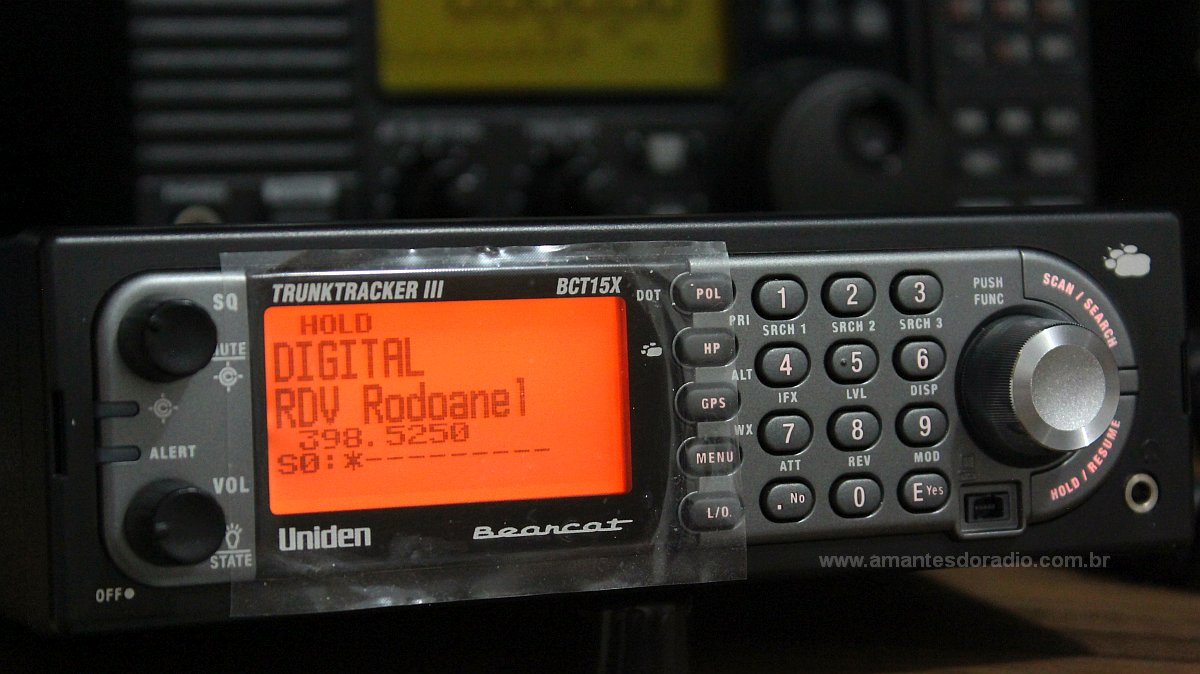 TRUNKTRACKER III BCT15X
HOLD
DIGITAL
RDV Rodoanel
398.5250
S0:*----------
Uniden Bearcat
SQ
MUTE
ALERT
VOL
STATE
OFF
DOT POL
HP
GPS
MENU
L/O.
PRI
ALT
WX
1 2 3
SRCH 1 SRCH 2 SRCH 3
4 5 6
IFX LVL DISP
7 8 9
ATT REV MOD
. No 0 E Yes
PUSH
FUNC
SCAN / SEARCH
HOLD / RESUME
www.amantesdoradio.com.br